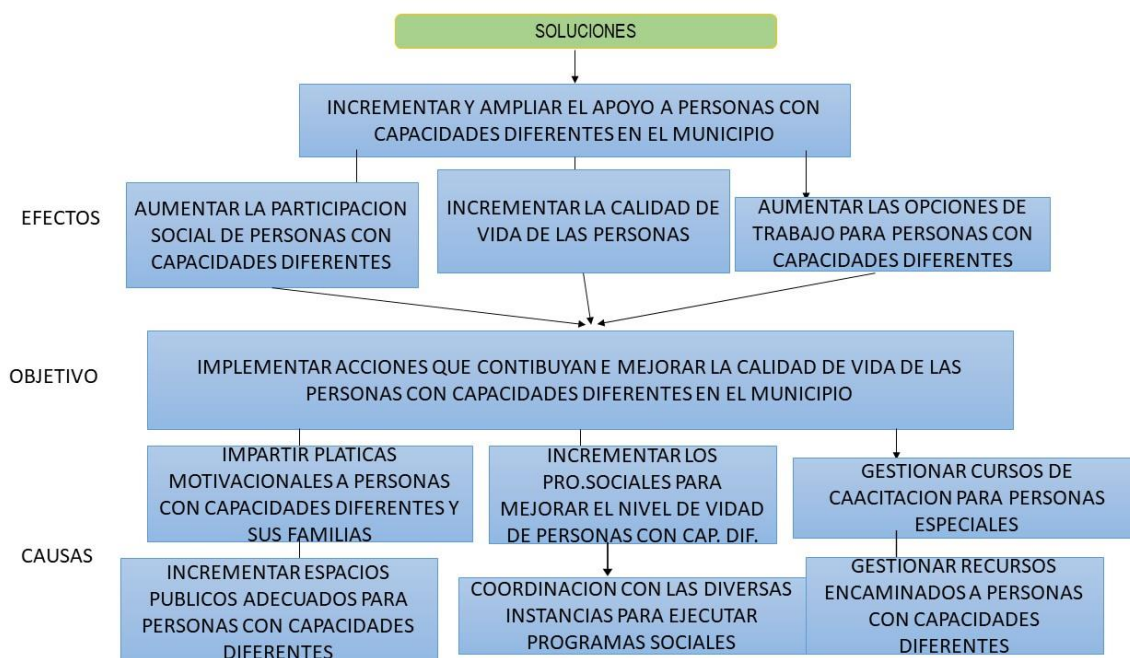 SOLUCIONES
INCREMENTAR Y AMPLIAR EL APOYO A PERSONAS CON
CAPACIDADES DIFERENTES EN EL MUNICIPIO
EFECTOS
AUMENTAR LA PARTICIPACION
SOCIAL DE PERSONAS CON
CAPACIDADES DIFERENTES
INCREMENTAR LA CALIDAD DE
VIDA DE LAS PERSONAS
AUMENTAR LAS OPCIONES DE
TRABAJO PARA PERSONAS CON
CAPACIDADES DIFERENTES
OBJETIVO
IMPLEMENTAR ACCIONES QUE CONTIBUYAN E MEJORAR LA CALIDAD DE VIDA DE LAS
PERSONAS CON CAPACIDADES DIFERENTES EN EL MUNICIPIO
CAUSAS
IMPARTIR PLATICAS
MOTIVACIONALES A PERSONAS
CON CAPACIDADES DIFERENTES Y
SUS FAMILIAS
INCREMENTAR LOS
PRO.SOCIALES PARA
MEJORAR EL NIVEL DE VIDAD
DE PERSONAS CON CAP. DIF.
GESTIONAR CURSOS DE
CAACITACION PARA PERSONAS
ESPECIALES
INCREMENTAR ESPACIOS
PUBLICOS ADECUADOS PARA
PERSONAS CON CAPACIDADES
DIFERENTES
COORDINACION CON LAS DIVERSAS
INSTANCIAS PARA EJECUTAR
PROGRAMAS SOCIALES
GESTIONAR RECURSOS
ENCAMINADOS A PERSONAS
CON CAPACIDADES
DIFERENTES